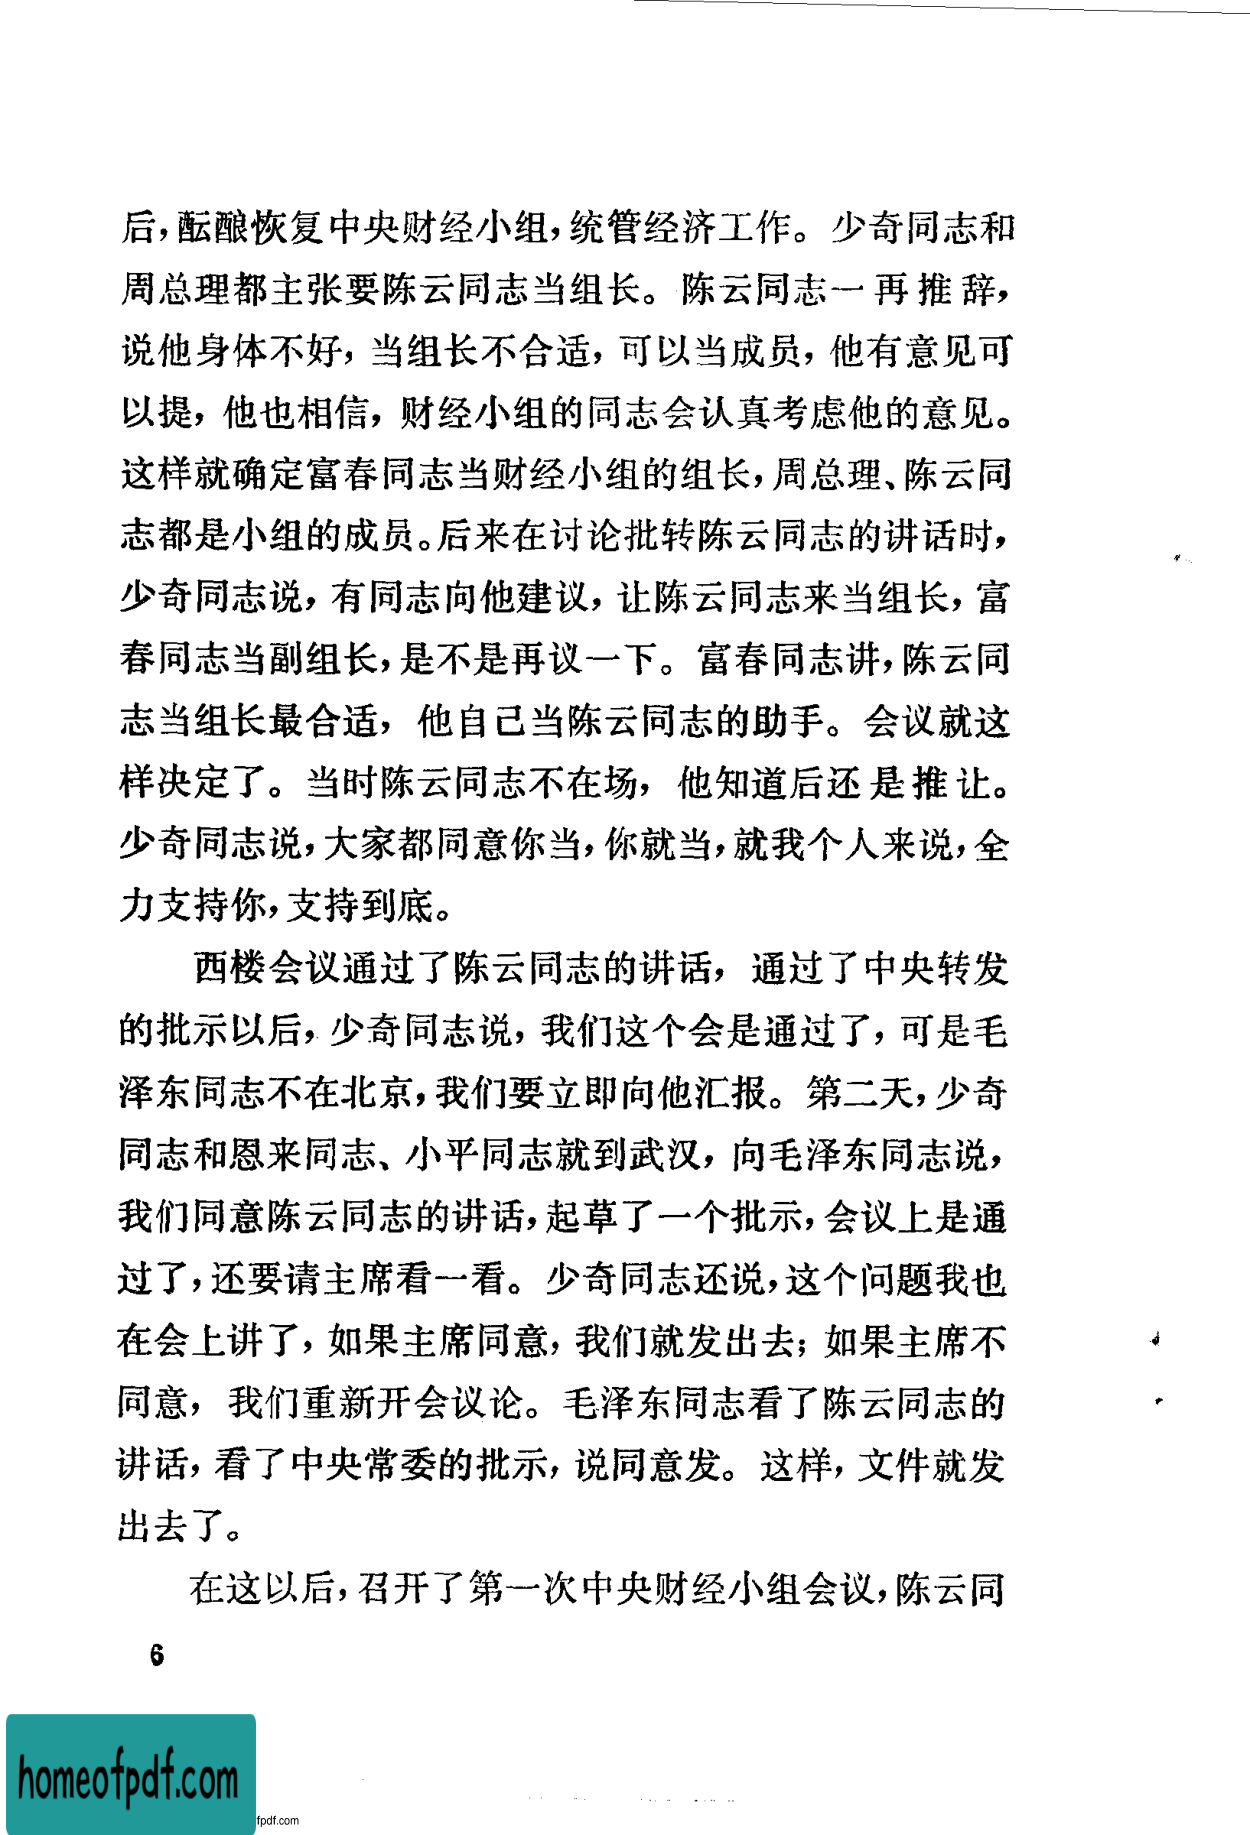 后，酝酿恢复中央财经小组，统管经济工作。少奇同志和
周总理都主张要陈云同志当组长。陈云同志一再推辞，
说他身体不好，当组长不合适，可以当成员，他有意见可
以提，他也相信，财经小组的同志会认真考虑他的意见。
这样就确定富春同志当财经小组的组长，周总理、陈云同
志都是小组的成员。后来在讨论批转陈云同志的讲话时，
少奇同志说，有同志向他建议，让陈云同志来当组长，富
春同志当副组长，是不是再议一下。富春同志讲，陈云同
志当组长最合适，他自己当陈云同志的助手。会议就这
样决定了。当时陈云同志不在场，他知道后还是推让。
少奇同志说，大家都同意你当，你就当，就我个人来说，全
力支持你，支持到底。
西楼会议通过了陈云同志的讲话，通过了中央转发
的批示以后，少奇同志说，我们这个会是通过了，可是毛
泽东同志不在北京，我们要立即向他汇报。第二天，少奇
同志和恩来同志、小平同志就到武汉，向毛泽东同志说，
我们同意陈云同志的讲话，起草了一个批示，会议上是通
过了，还要请主席看一看。少奇同志还说，这个问题我也
在会上讲了，如果主席同意，我们就发出去；如果主席不
同意，我们重新开会议论。毛泽东同志看了陈云同志的
讲话，看了中央常委的批示，说同意发。这样，文件就发
出去了。
在这以后，召开了第一次中央财经小组会议，陈云同
6
homeofpdf.com
fpdf.com